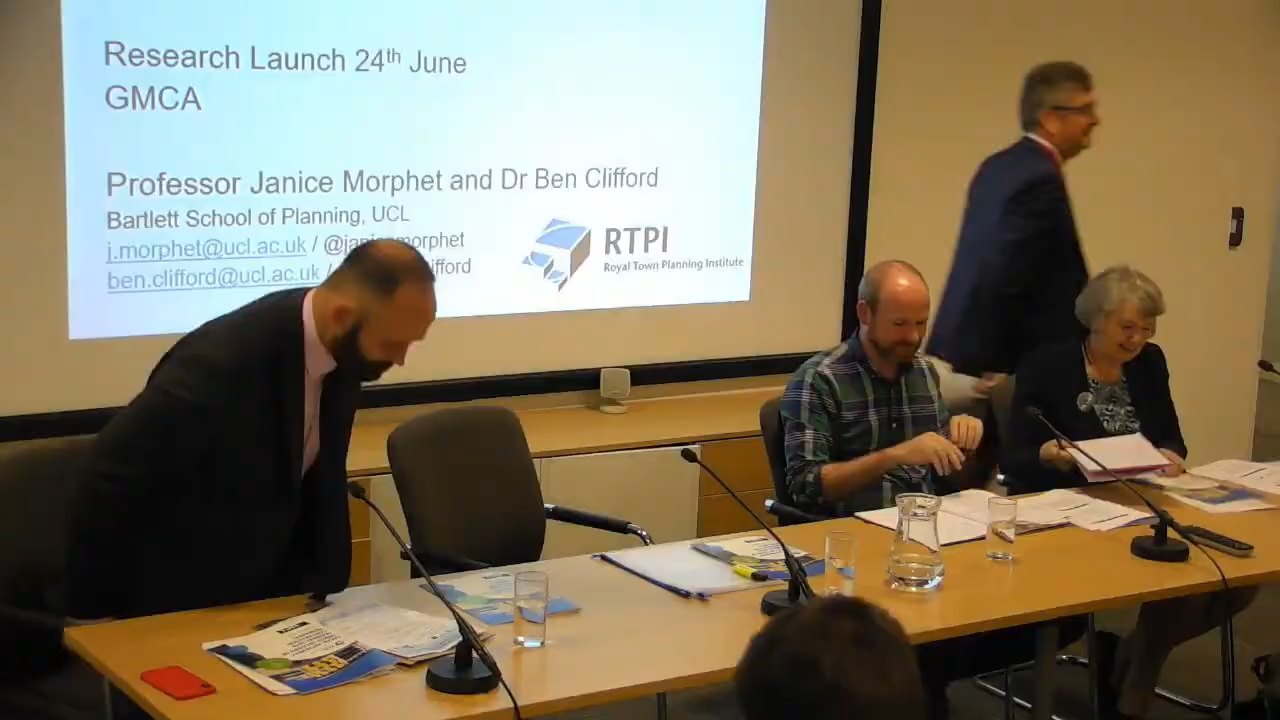 Research Launch 24th June
GMCA
Professor Janice Morphet and Dr Ben Clifford
Bartlett School of Planning, UCL
j.morphet@ucl.ac.uk / @janicemorphet
ben.clifford@ucl.ac.uk /
RTPI
Royal Town Planning Institute